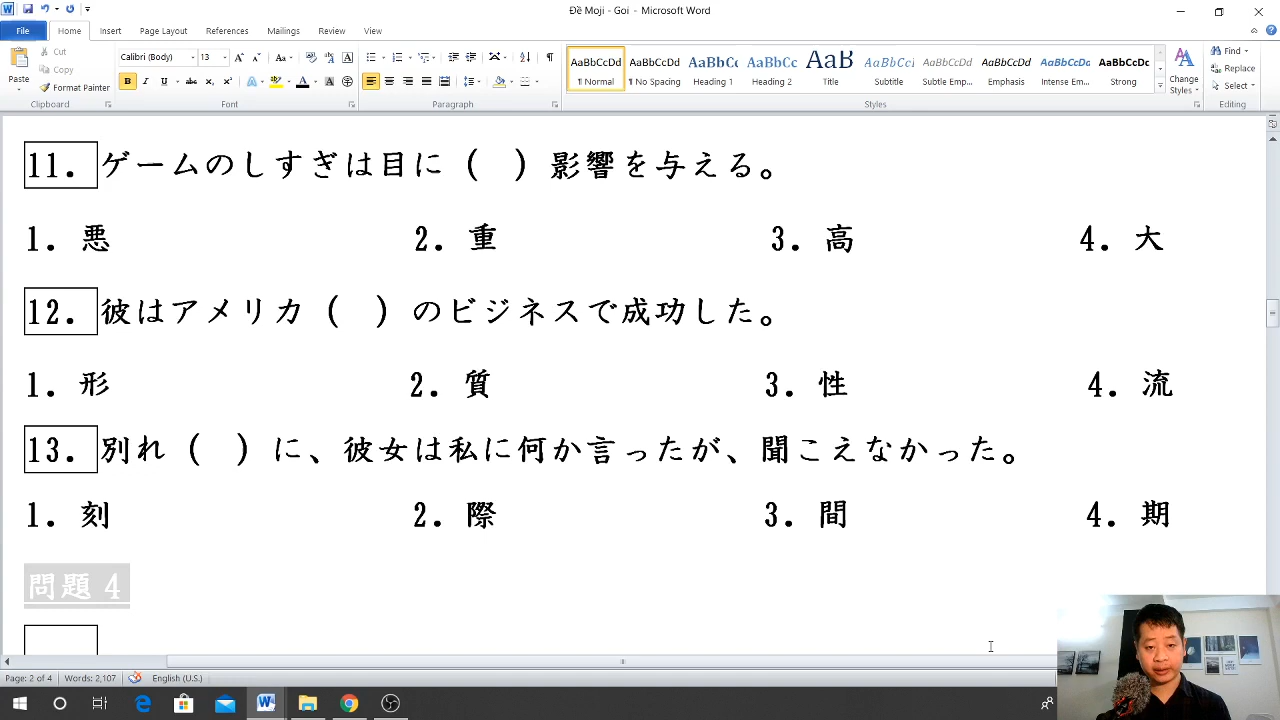 Đề Moji - Goi - Microsoft Word
File Home Insert Page Layout References Mailings Review View
Cut
Copy
Format Painter
Paste
Calibri (Body) 13
AaBbCcDd AaBbCcDd AaBbCc AaBbCc AaB AaBbCcI AaBbCcDd AaBbCcDd AaBbCcDc AaBbCcDc
¶ Normal ¶ No Spacing Heading 1 Heading 2 Title Subtitle Subtle Emp... Emphasis Intense Em... Strong
Change Styles
Find
Replace
Select
Clipboard Font Paragraph Styles Editing
11. ゲームのしすぎは目に（ ）影響を与える。
1. 悪 2. 重 3. 高 4. 大
12. 彼はアメリカ（ ）のビジネスで成功した。
1. 形 2. 質 3. 性 4. 流
13. 別れ（ ）に、彼女は私に何か言ったが、聞こえなかった。
1. 刻 2. 際 3. 間 4. 期
問題 4
Page: 2 of 4 Words: 2,107 English (U.S.)